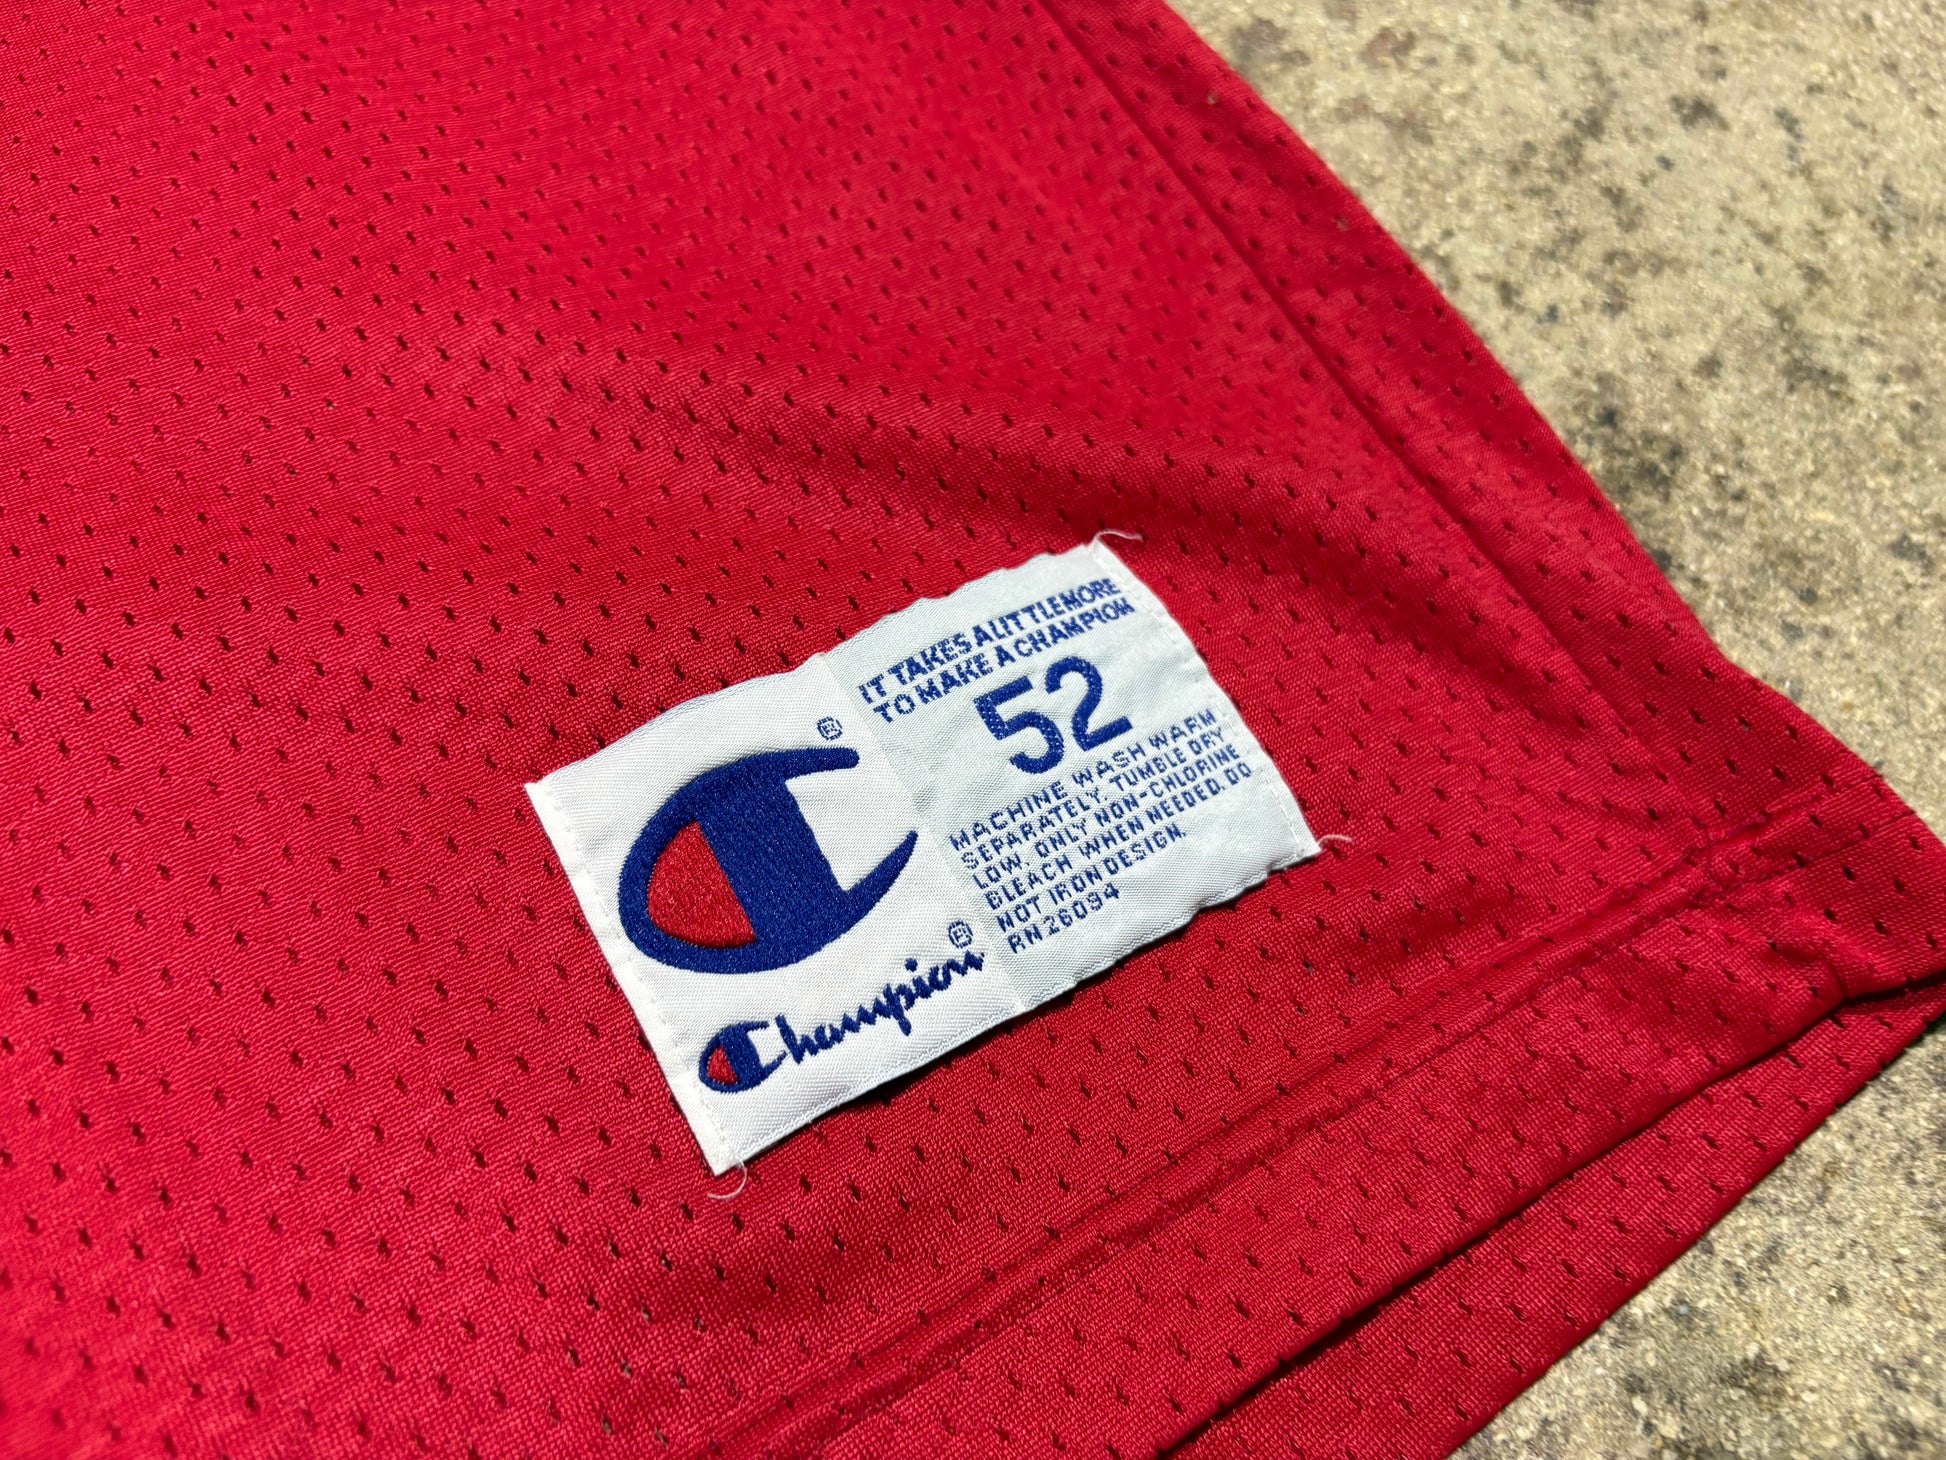 IT TAKES A LITTLE MORE
TO MAKE A CHAMPION
52
MACHINE WASH WARM
SEPARATELY. TUMBLE DRY
LOW. ONLY NON-CHLORINE
BLEACH WHEN NEEDED. DO
NOT IRON DESIGN.
RN 26094
®
Champion®